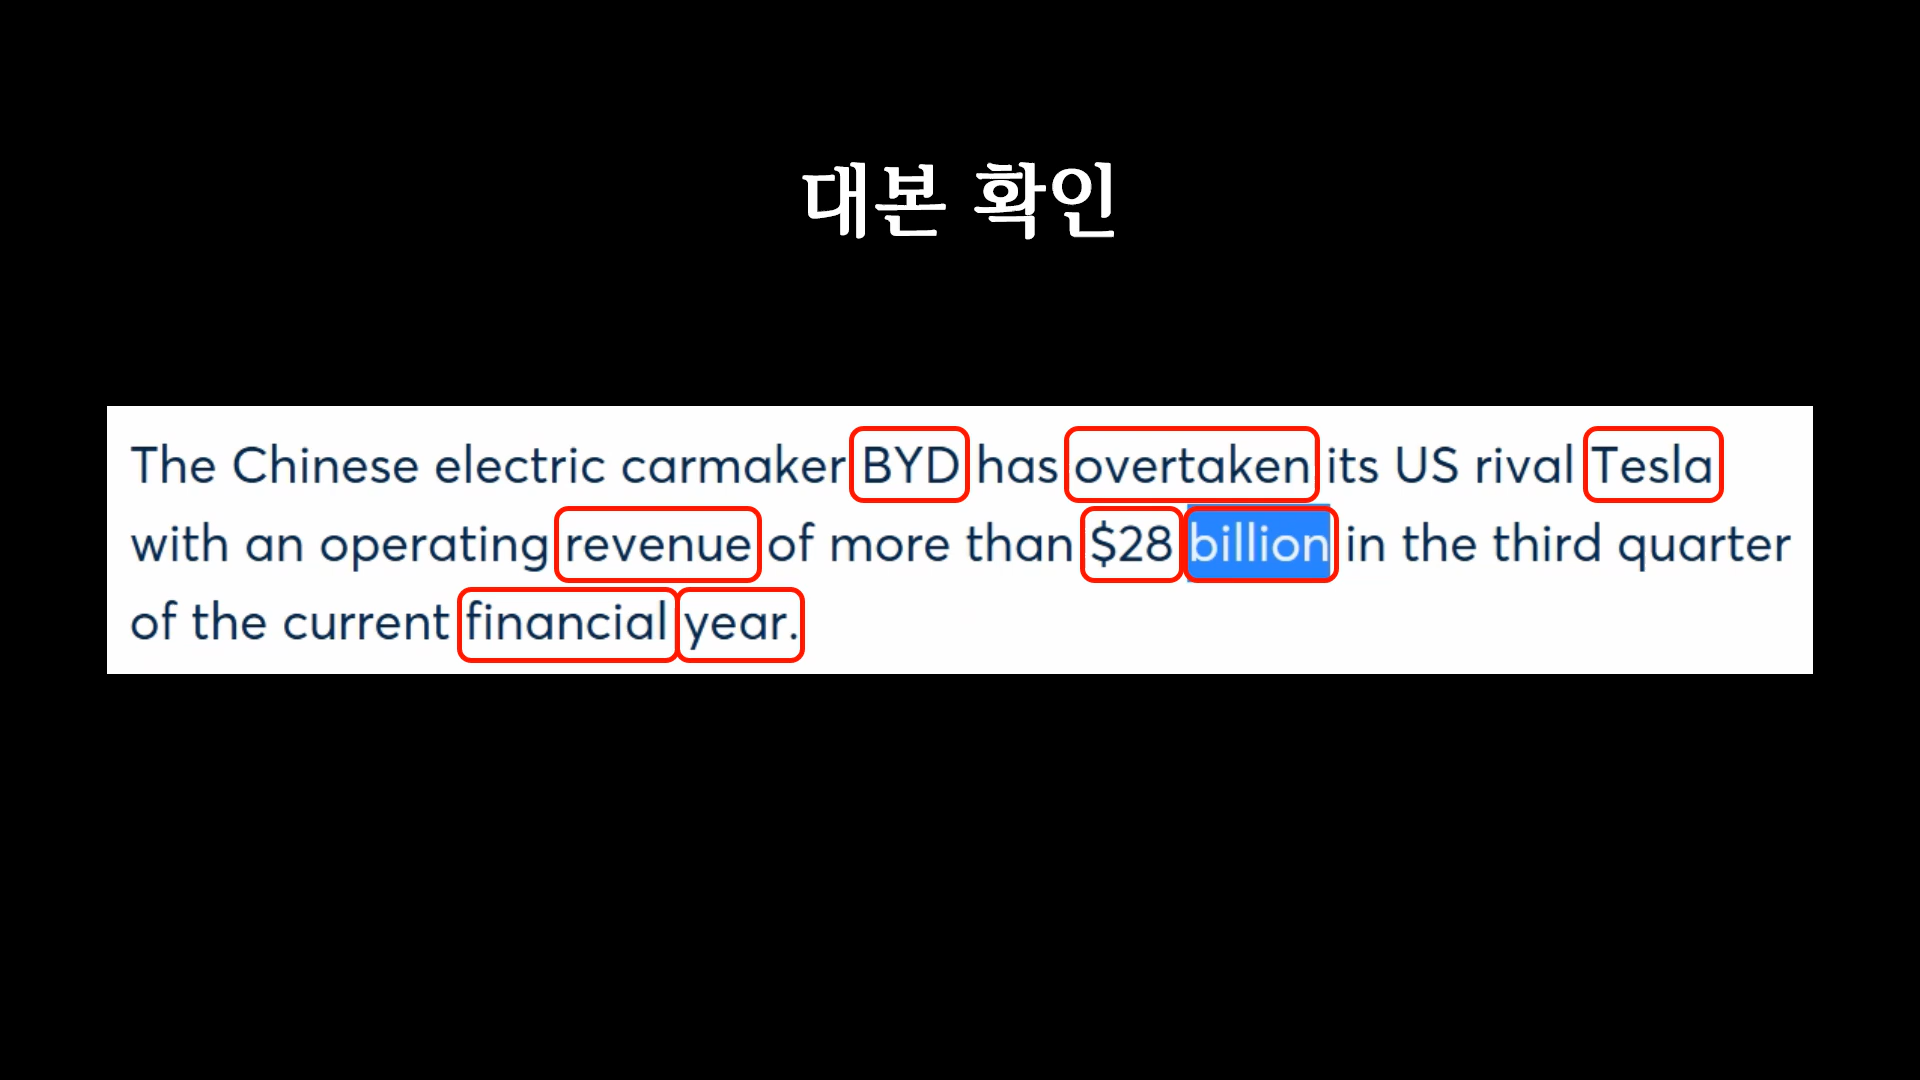 대본 확인
The Chinese electric carmaker BYD has overtaken its US rival Tesla
with an operating revenue of more than $28 billion in the third quarter
of the current financial year.